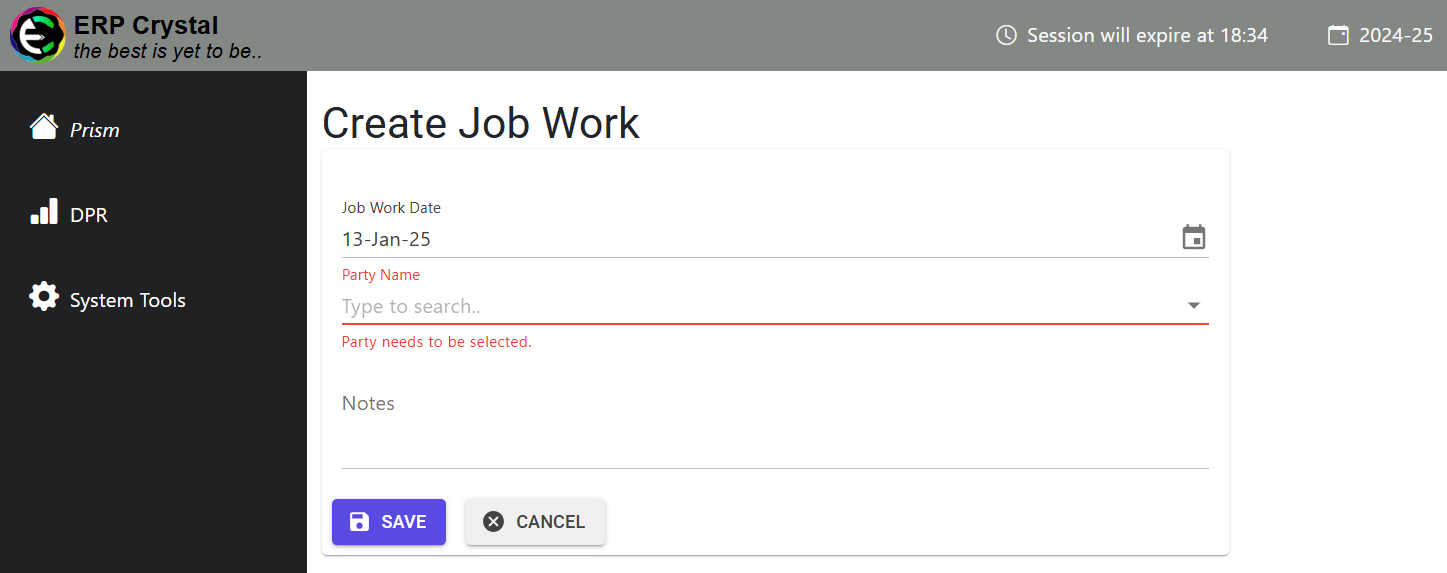 ERP Crystal
the best is yet to be..
Session will expire at 18:34
2024-25
Prism
DPR
System Tools
Create Job Work
Job Work Date
13-Jan-25
Party Name
Type to search..
Party needs to be selected.
Notes
SAVE
CANCEL